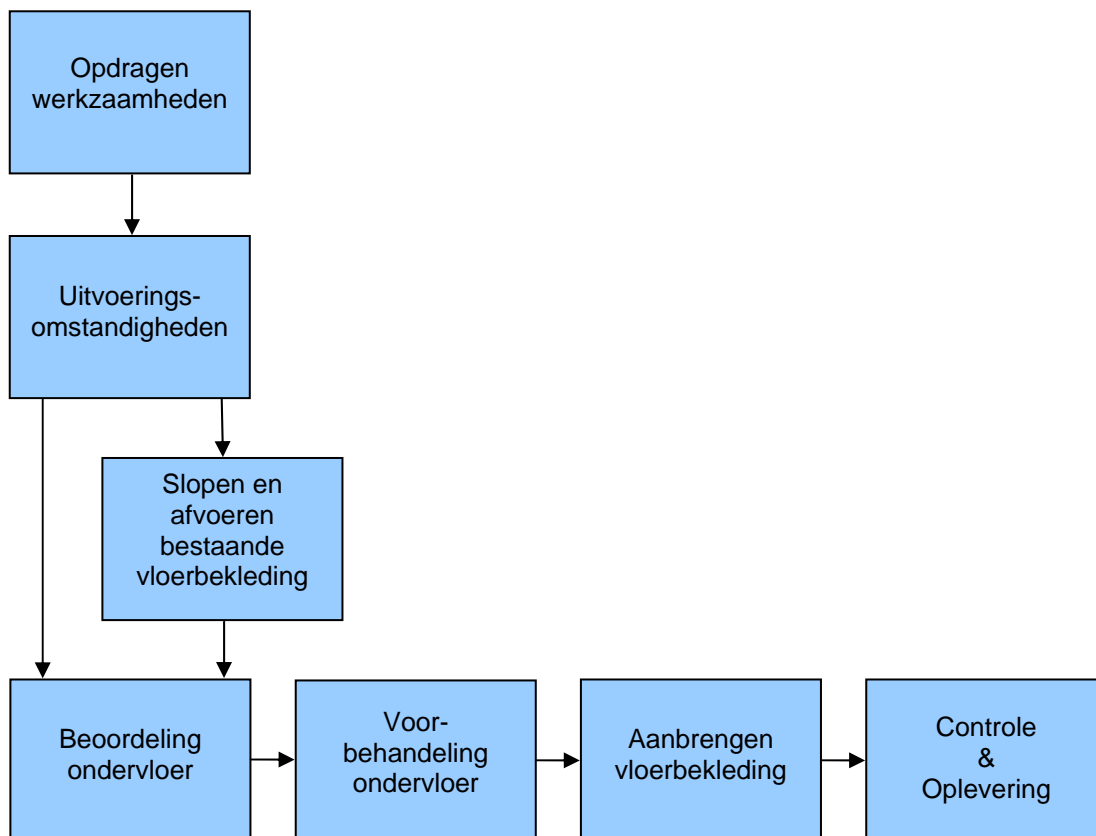 Opdragen
werkzaamheden
Uitvoerings-
omstandigheden
Slopen en
afvoeren
bestaande
vloerbekleding
Beoordeling
ondervloer
Voor-
behandeling
ondervloer
Aanbrengen
vloerbekleding
Controle
&
Oplevering